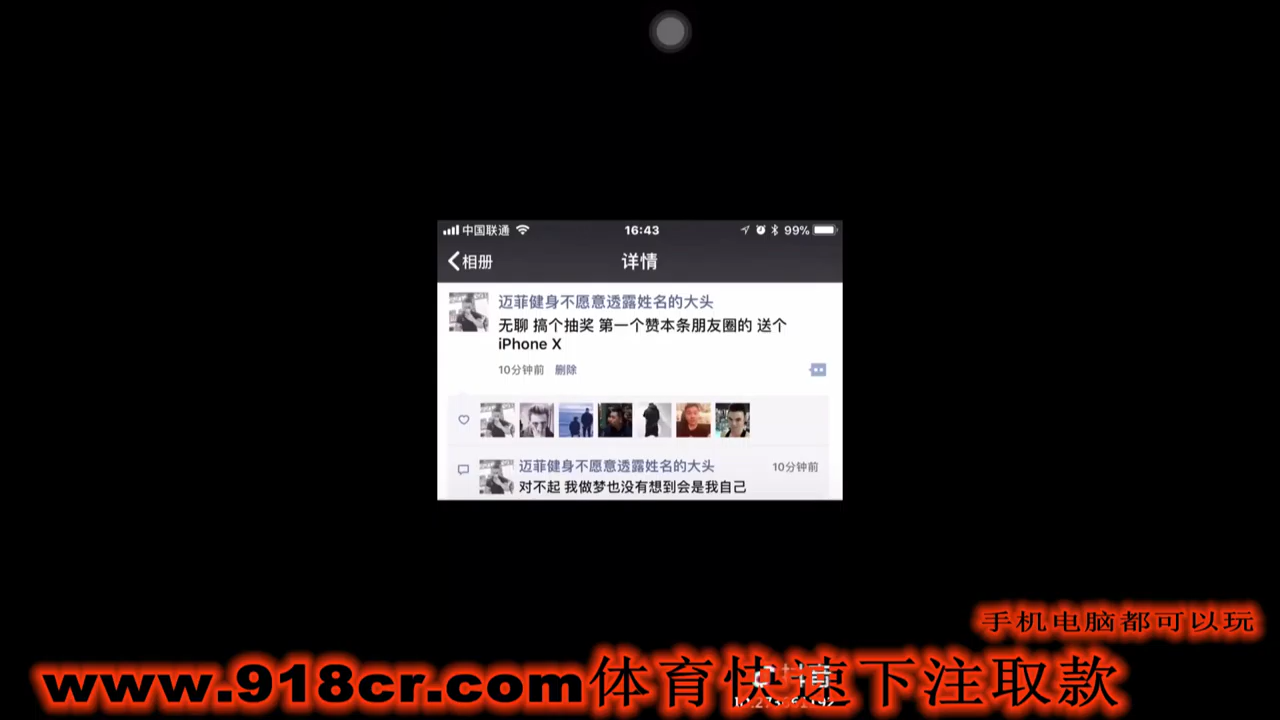 中国联通
16:43
99%
相册
详情
迈菲健身不愿意透露姓名的大头
无聊 搞个抽奖 第一个赞本条朋友圈的 送个
iPhone X
10分钟前 删除
迈菲健身不愿意透露姓名的大头
10分钟前
对不起 我做梦也没有想到会是我自己
手机电脑都可以玩
www.918cr.com体育快速下注取款